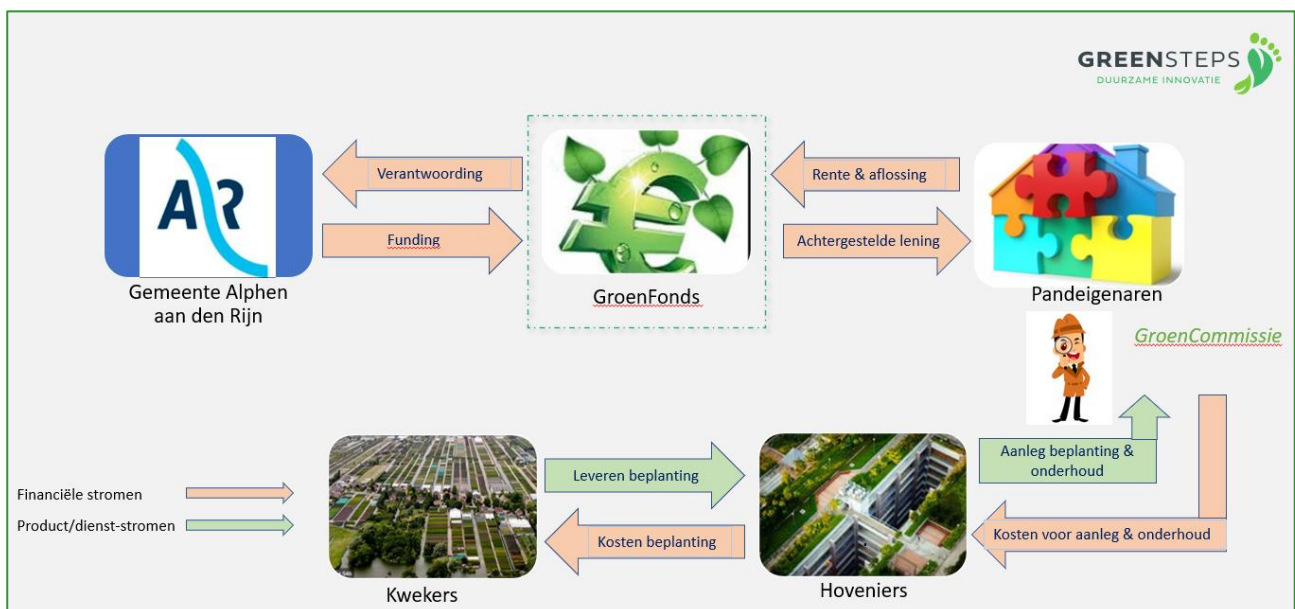 GREENSTEPS
DUURZAME INNOVATIE
Verantwoording
Rente & aflossing
AR
Funding
Achtergestelde lening
Gemeente Alphen
aan den Rijn
GroenFonds
Pandeigenaren
GroenCommissie
Leveren beplanting
Aanleg beplanting &
onderhoud
Financiële stromen
Product/dienst-stromen
Kosten beplanting
Kosten voor aanleg & onderhoud
Kwekers
Hoveniers